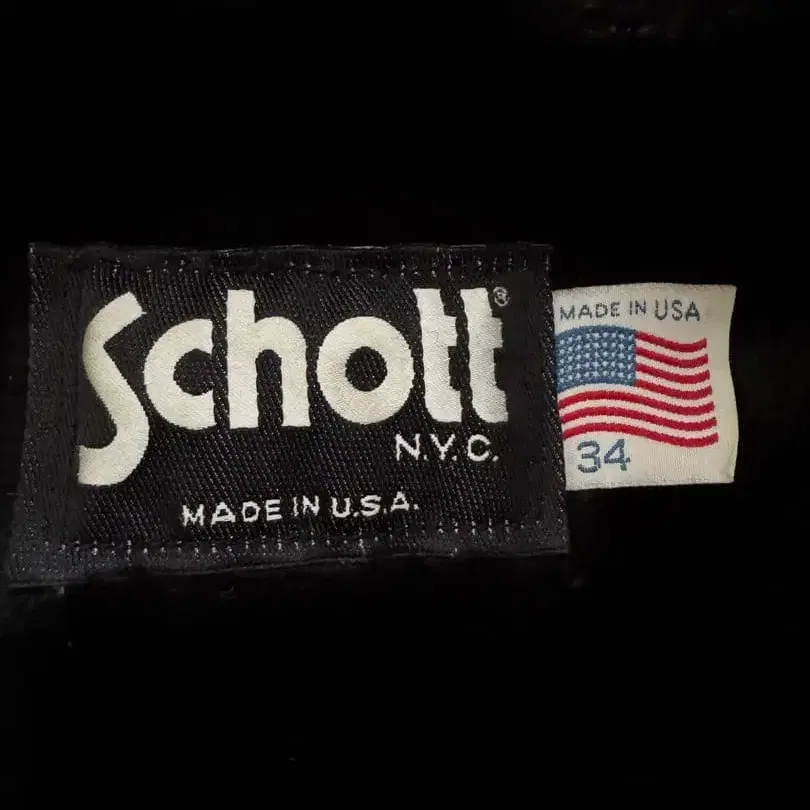 Schott®
N.Y.C.
MADE IN U.S.A.
MADE IN USA
34